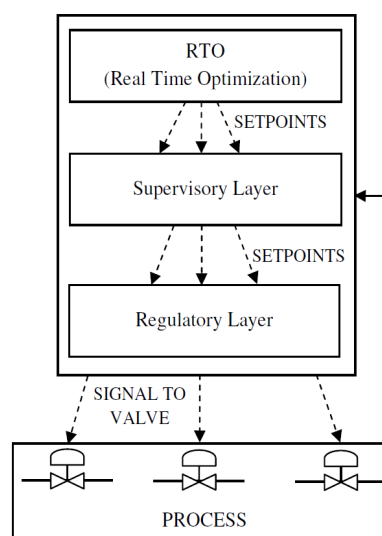 RTO
(Real Time Optimization)
SETPOINTS
Supervisory Layer
SETPOINTS
Regulatory Layer
SIGNAL TO
VALVE
PROCESS